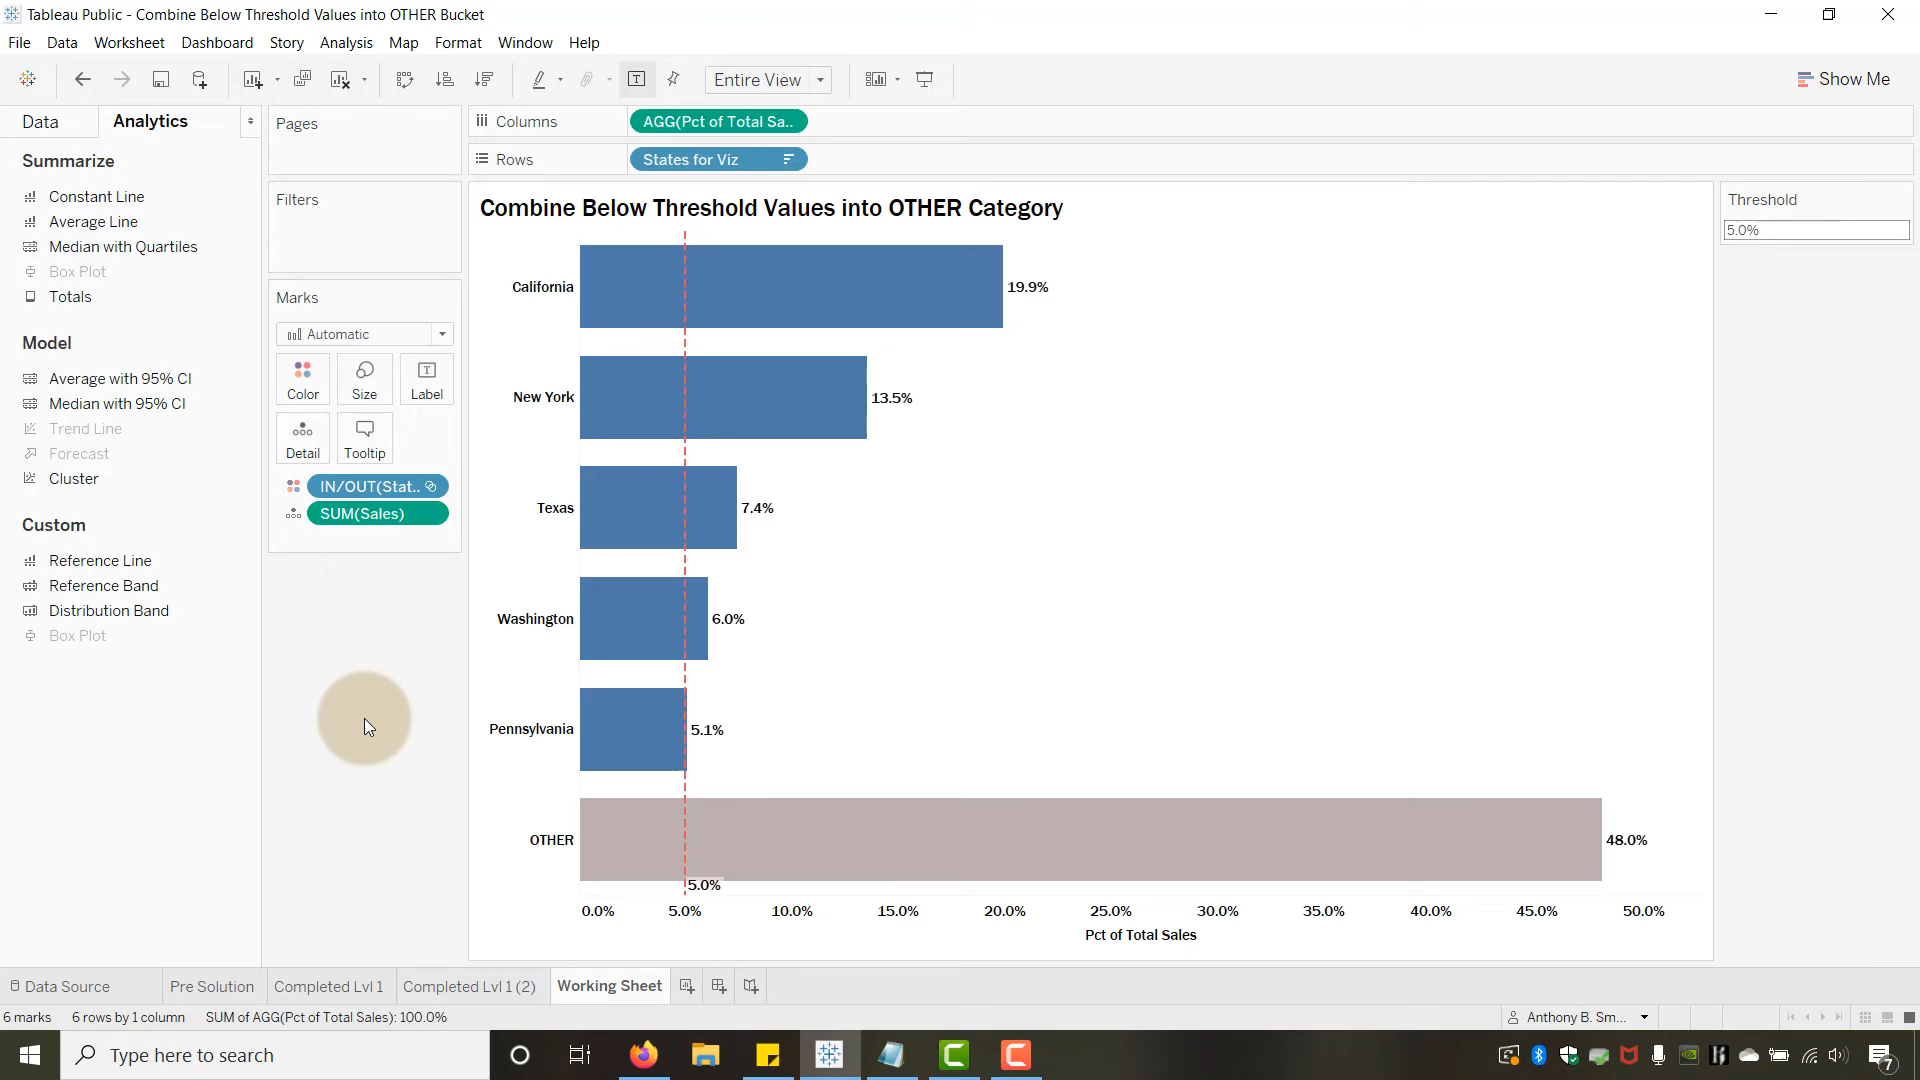 Tableau Public - Combine Below Threshold Values into OTHER Bucket
File Data Worksheet Dashboard Story Analysis Map Format Window Help
Entire View
Show Me
Data Analytics
Summarize
Constant Line
Average Line
Median with Quartiles
Box Plot
Totals
Model
Average with 95% CI
Median with 95% CI
Trend Line
Forecast
Cluster
Custom
Reference Line
Reference Band
Distribution Band
Box Plot
Pages
Filters
Marks
Automatic
Color Size Label
Detail Tooltip
IN/OUT(Stat..
SUM(Sales)
Columns AGG(Pct of Total Sa..
Rows States for Viz
Combine Below Threshold Values into OTHER Category
California 19.9%
New York 13.5%
Texas 7.4%
Washington 6.0%
Pennsylvania 5.1%
OTHER 48.0%
5.0%
0.0% 5.0% 10.0% 15.0% 20.0% 25.0% 30.0% 35.0% 40.0% 45.0% 50.0%
Pct of Total Sales
Threshold
5.0%
Data Source Pre Solution Completed Lvl 1 Completed Lvl 1 (2) Working Sheet
6 marks 6 rows by 1 column SUM of AGG(Pct of Total Sales): 100.0% Anthony B. Sm...
Type here to search
7